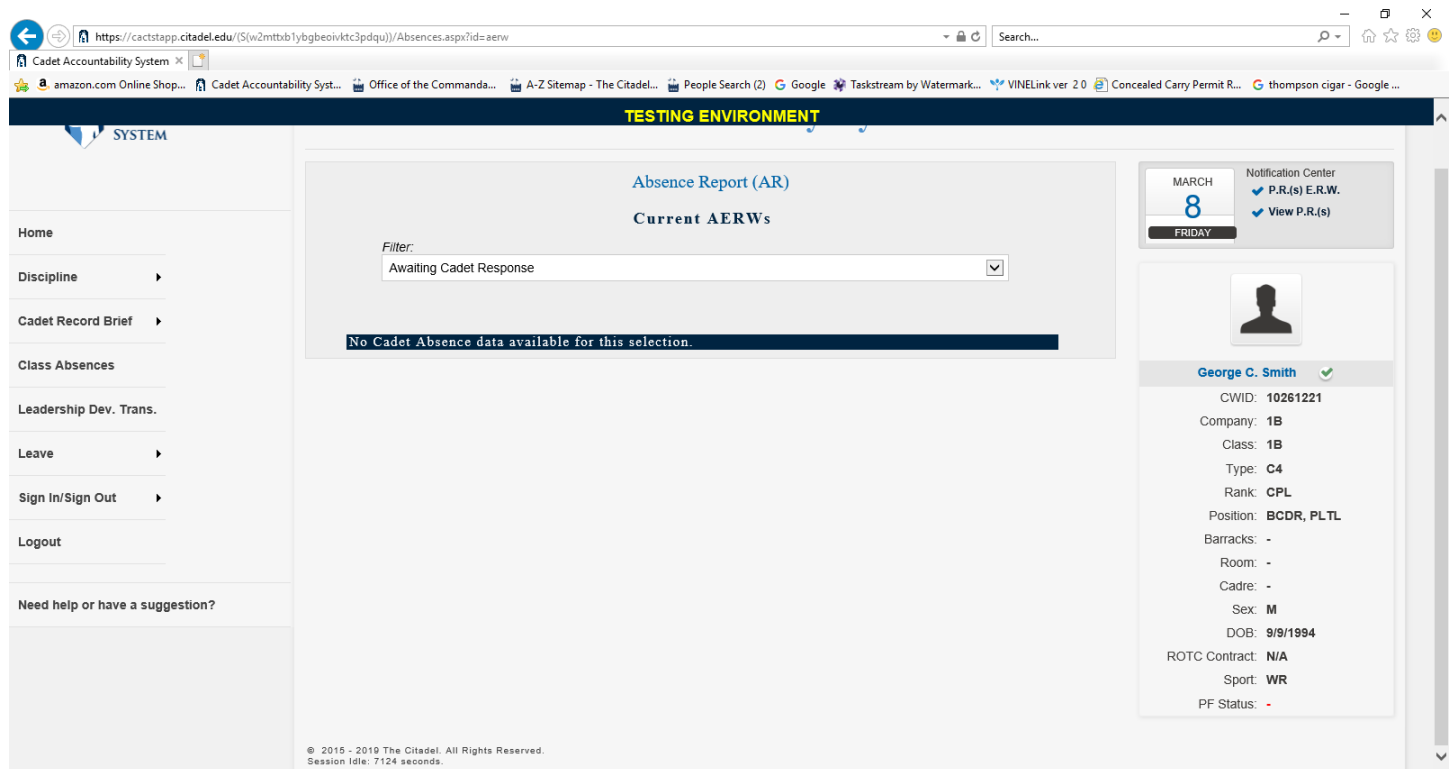 https://cactstapp.citadel.edu/(S(w2mttxb1ybgbeoivktc3pdqu))/Absences.aspx?id=aerw
Search...
Cadet Accountability System
amazon.com Online Shop... Cadet Accountability Syst... Office of the Commanda... A-Z Sitemap - The Citadel... People Search (2) Google Taskstream by Watermark... VINELink ver 2 0 Concealed Carry Permit R... thompson cigar - Google ...
TESTING ENVIRONMENT
SYSTEM
Home
Discipline
Cadet Record Brief
Class Absences
Leadership Dev. Trans.
Leave
Sign In/Sign Out
Logout
Need help or have a suggestion?
Absence Report (AR)
Current AERWs
Filter:
Awaiting Cadet Response
No Cadet Absence data available for this selection.
MARCH
8
FRIDAY
Notification Center
P.R.(s) E.R.W.
View P.R.(s)
George C. Smith
CWID: 10261221
Company: 1B
Class: 1B
Type: C4
Rank: CPL
Position: BCDR, PLTL
Barracks: -
Room: -
Cadre: -
Sex: M
DOB: 9/9/1994
ROTC Contract: N/A
Sport: WR
PF Status: -
© 2015 - 2019 The Citadel. All Rights Reserved.
Session Idle: 7124 seconds.